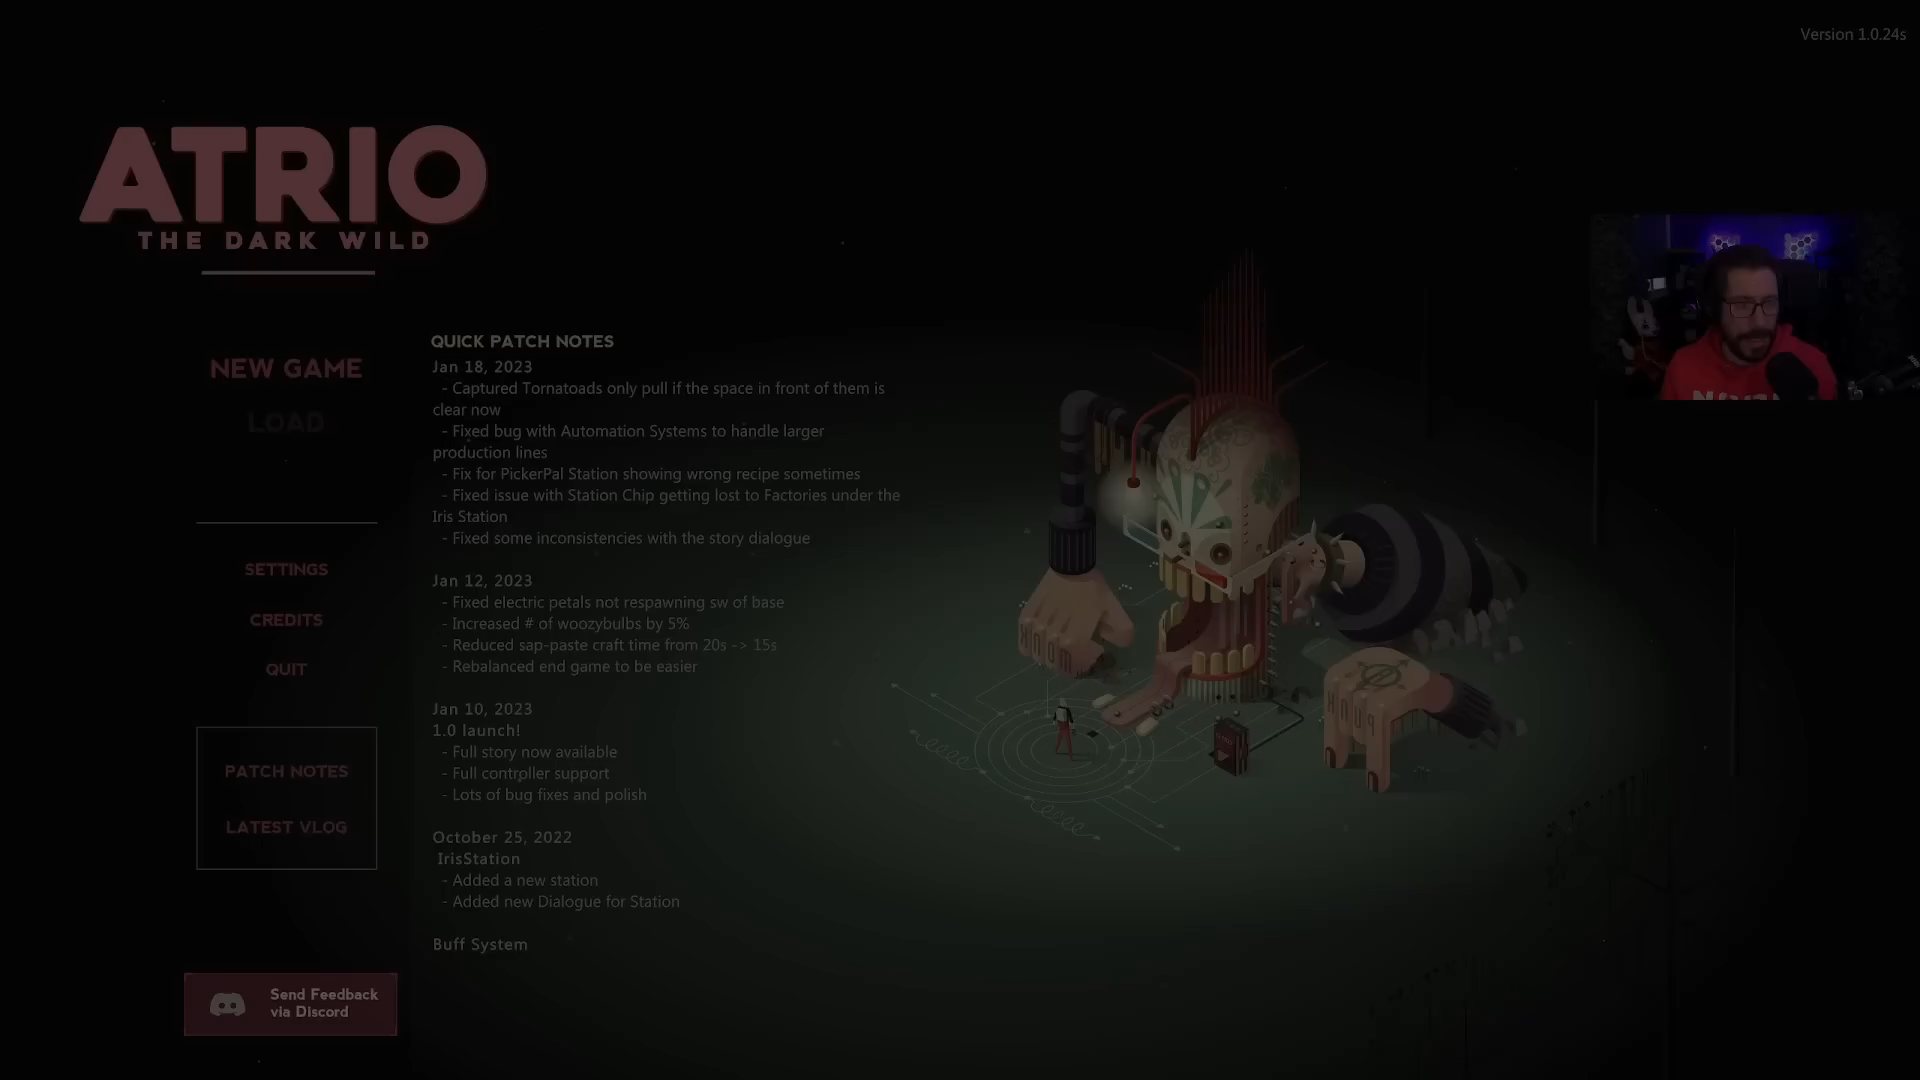 Version 1.0.24s
ATRIO
THE DARK WILD
NEW GAME
LOAD
SETTINGS
CREDITS
QUIT
PATCH NOTES
LATEST VLOG
Send Feedback
via Discord
QUICK PATCH NOTES
Jan 18, 2023
- Captured Tornatoads only pull if the space in front of them is
clear now
- Fixed bug with Automation Systems to handle larger
production lines
- Fix for PickerPal Station showing wrong recipe sometimes
- Fixed issue with Station Chip getting lost to Factories under the
Iris Station
- Fixed some inconsistencies with the story dialogue
Jan 12, 2023
- Fixed electric petals not respawning sw of base
- Increased # of woozybulbs by 5%
- Reduced sap-paste craft time from 20s -> 15s
- Rebalanced end game to be easier
Jan 10, 2023
1.0 launch!
- Full story now available
- Full controller support
- Lots of bug fixes and polish
October 25, 2022
IrisStation
- Added a new station
- Added new Dialogue for Station
Buff System